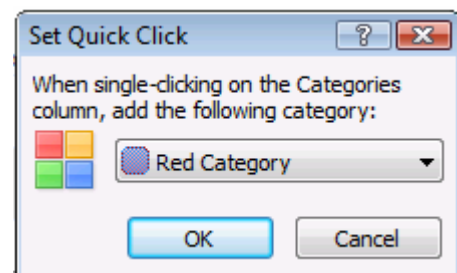 Set Quick Click
When single-clicking on the Categories
column, add the following category:
Red Category
OK Cancel